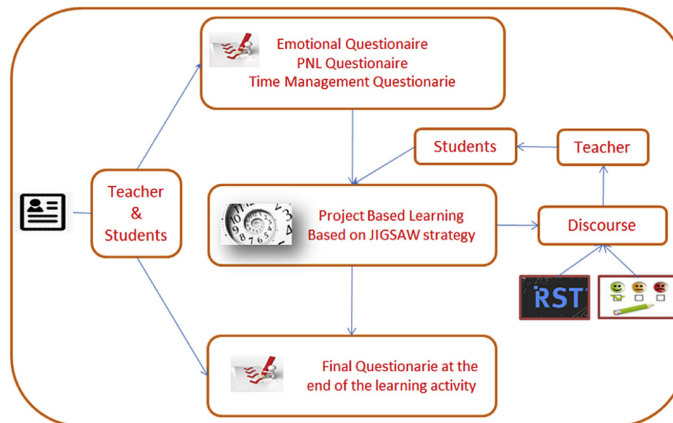 Emotional Questionaire
PNL Questionaire
Time Management Questionarie
Students
Teacher
Teacher
&
Students
Project Based Learning
Based on JIGSAW strategy
Discourse
RST
Final Questionarie at the
end of the learning activity